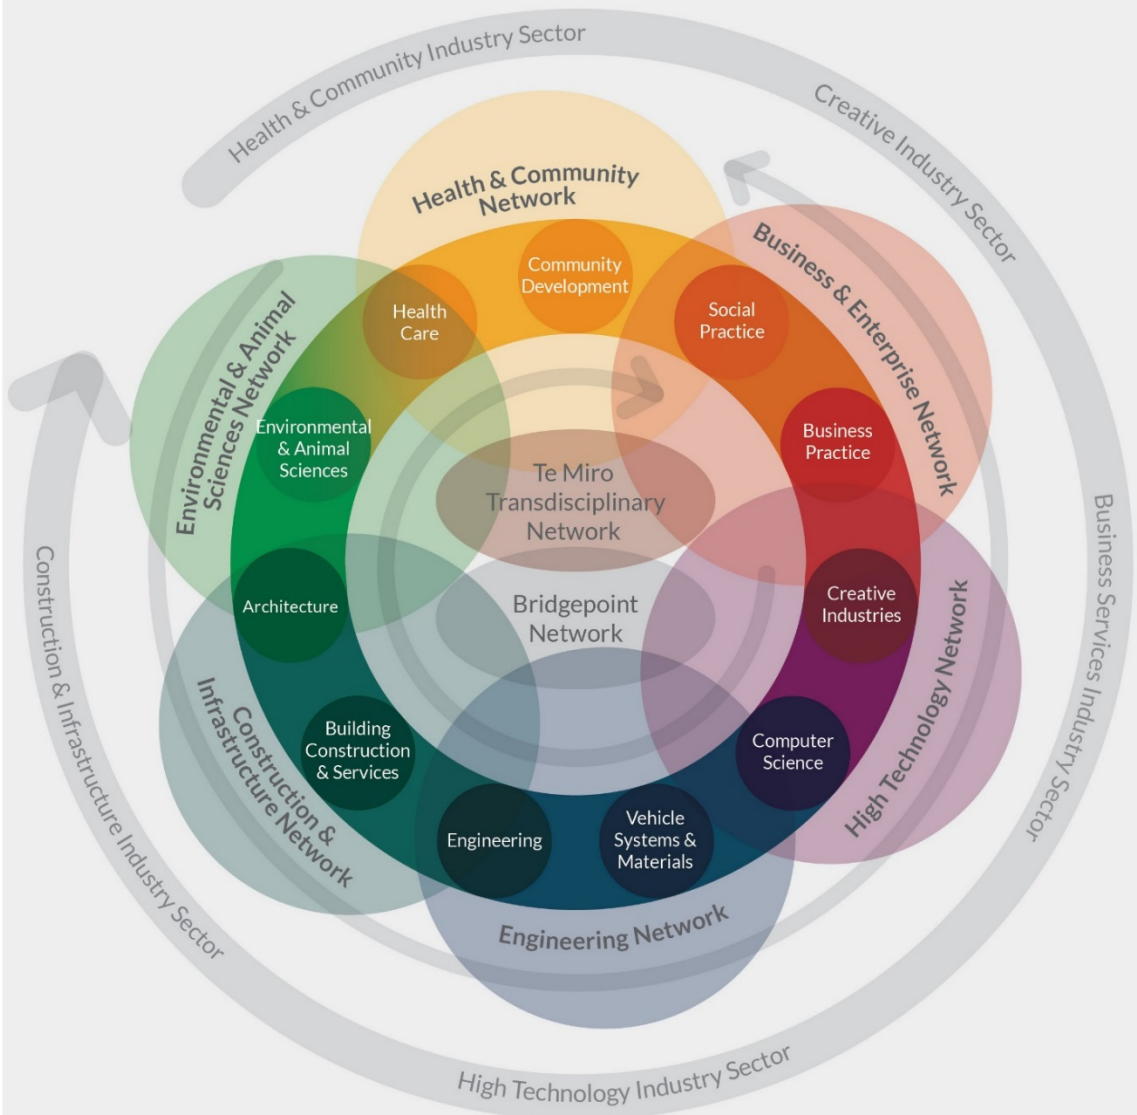 Health & Community Industry Sector
Creative Industry Sector
Business Services Industry Sector
High Technology Industry Sector
Construction & Infrastructure Industry Sector
Health & Community
Network
Business & Enterprise Network
High Technology Network
Engineering Network
Construction &
Infrastructure Network
Environmental & Animal
Sciences Network
Community
Development
Social
Practice
Business
Practice
Creative
Industries
Computer
Science
Vehicle
Systems &
Materials
Engineering
Building
Construction
& Services
Architecture
Environmental
& Animal
Sciences
Health
Care
Te Miro
Transdisciplinary
Network
Bridgepoint
Network